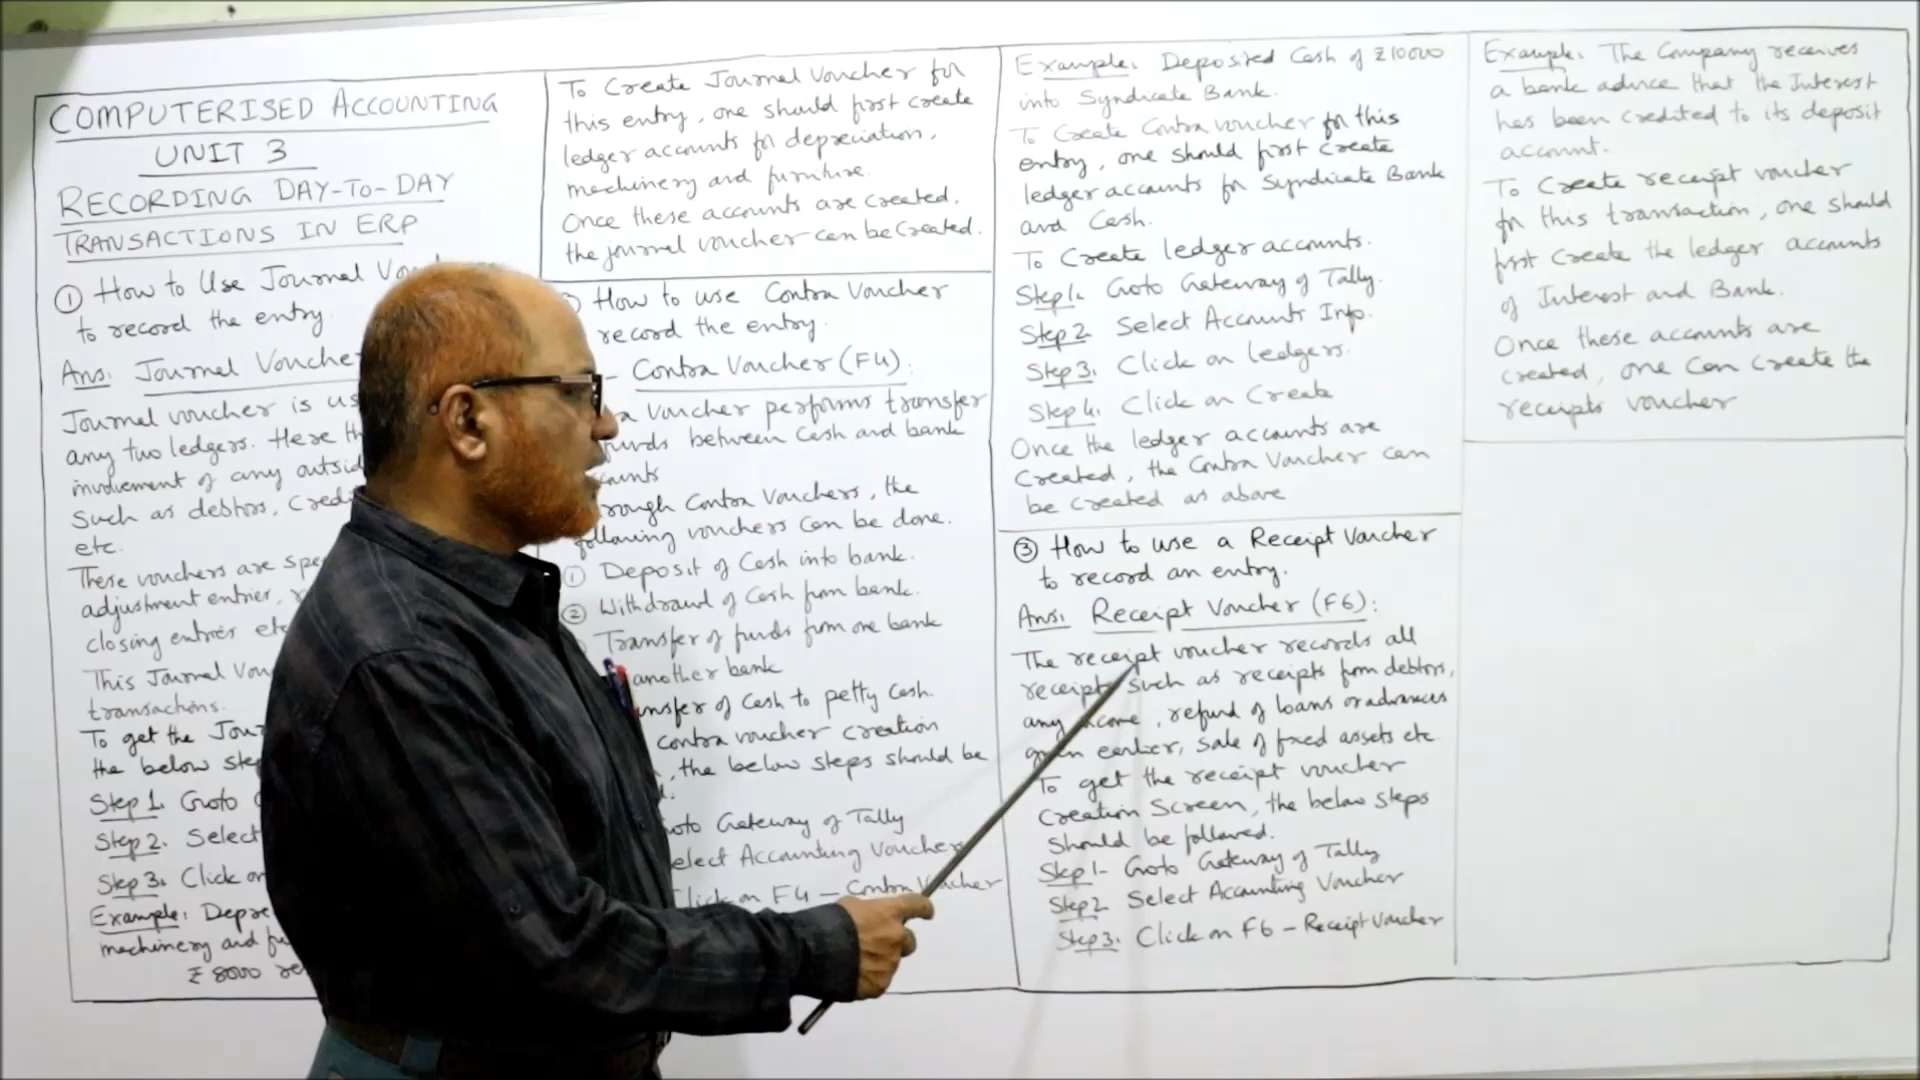 COMPUTERISED ACCOUNTING
UNIT 3
RECORDING DAY-TO-DAY
TRANSACTIONS IN ERP
① How to Use Journal
to record the entry.
Ans: Journal Vouche
Journal voucher is us
any two ledgers. Here th
involvement of any outsid
such as debtors, credi
etc.
These vouchers are spe
adjustment entries,
closing entries etc
This Journal Vou
transactions.
To get the Jour
the below ste
Step 1. Goto
Step 2. Select
Step 3. Click on
Example: Depre
machinery and fu
₹ 8000 re
To Create Journal Voucher for
this entry, one should first create
ledger accounts for depreciation,
machinery and furniture.
Once these accounts are created,
the journal voucher can be created.
How to use Contra Voucher
record the entry.
Contra Voucher (F4).
a Voucher performs transfer
funds between Cash and bank
counts
rough Contra Vouchers, the
following vouchers can be done.
① Deposit of Cash into bank.
② Withdrawl of Cash from bank.
Transfer of funds from one bank
another bank
nsfer of Cash to petty Cash.
contra voucher creation
, the below steps should be
oto Gateway of Tally
elect Accounting Voucher
lick on F4 – Contra Voucher
Example: Deposited Cash of ₹10000
into Syndicate Bank.
To Create Contra voucher for this
entry, one should first create
ledger accounts for Syndicate Bank
and Cash.
To Create ledger accounts.
Step 1. Goto Gateway of Tally.
Step 2 Select Accounts Info.
Step 3. Click on ledgers.
Step 4. Click on Create
Once the ledger accounts are
Created, the Contra Voucher can
be created as above
③ How to use a Receipt Voucher
to record an entry.
Ans: Receipt Voucher (F6):
The receipt voucher records all
receipts such as receipts from debtors,
any income, refund of loans or advances
given earlier, sale of fixed assets etc
To get the receipt voucher
Creation Screen, the below steps
Should be followed.
Step 1- Goto Gateway of Tally
Step 2 Select Accounting Voucher
Step 3. Click on F6 – Receipt Voucher
Example: The Company receives
a bank advice that the Interest
has been credited to its deposit
account.
To Create receipt voucher
for this transaction, one should
first Create the ledger accounts
of Interest and Bank.
Once these accounts are
created, one can create the
receipts voucher